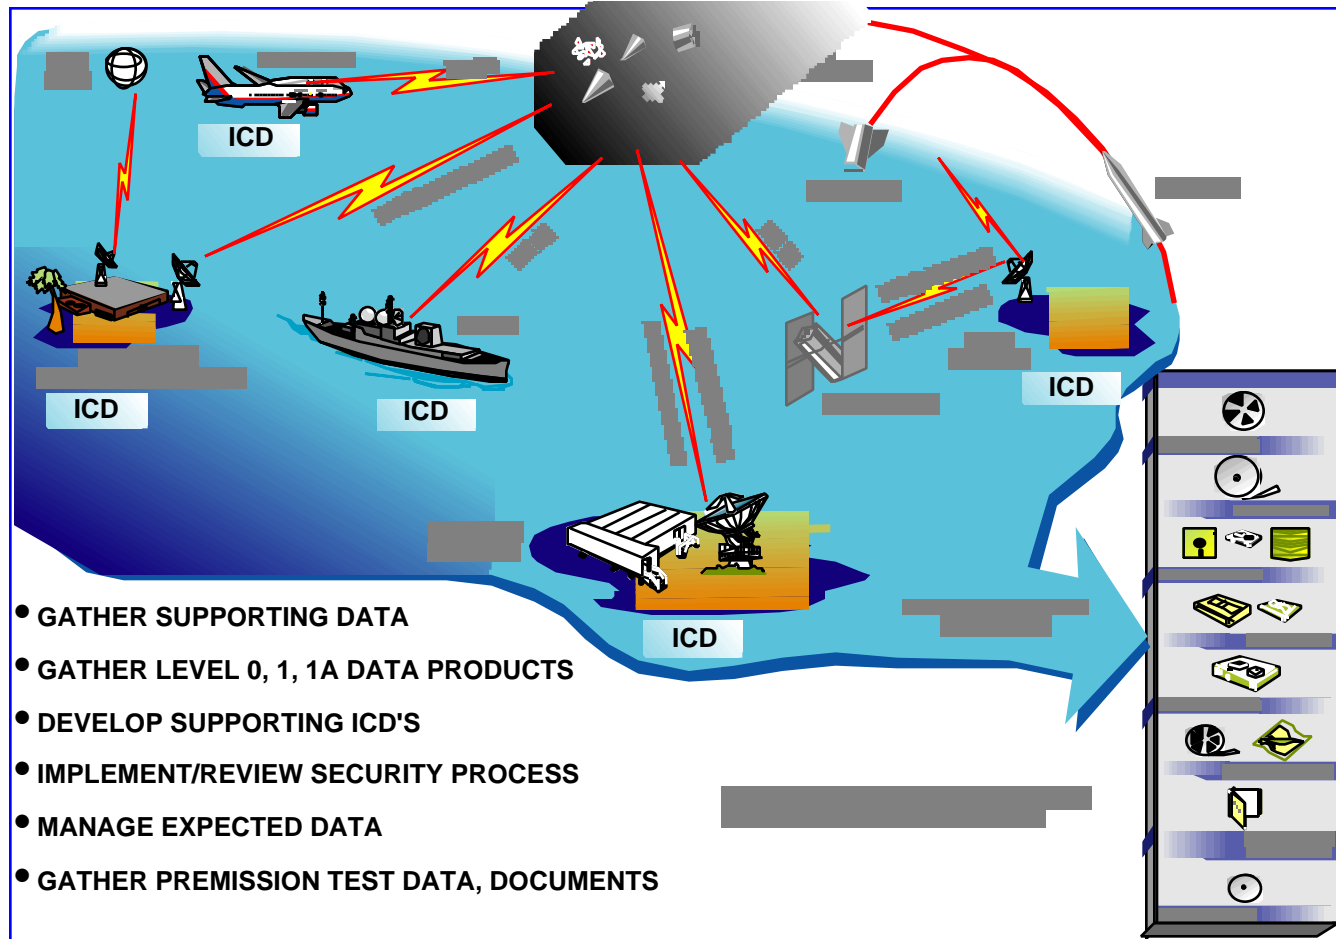 ICD
ICD
ICD
ICD
ICD
• GATHER SUPPORTING DATA
• GATHER LEVEL 0, 1, 1A DATA PRODUCTS
• DEVELOP SUPPORTING ICD'S
• IMPLEMENT/REVIEW SECURITY PROCESS
• MANAGE EXPECTED DATA
• GATHER PREMISSION TEST DATA, DOCUMENTS